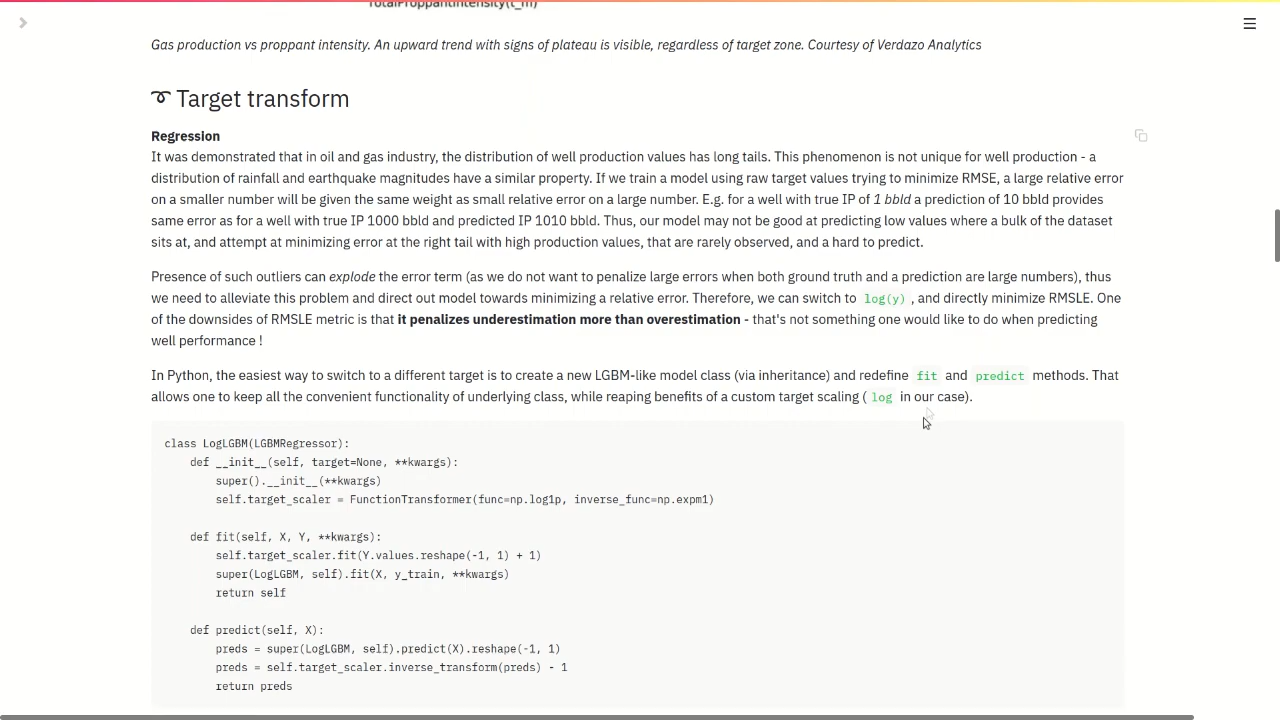 TotalProppantIntensity(t_m)
Gas production vs proppant intensity. An upward trend with signs of plateau is visible, regardless of target zone. Courtesy of Verdazo Analytics
Target transform
Regression
It was demonstrated that in oil and gas industry, the distribution of well production values has long tails. This phenomenon is not unique for well production - a
distribution of rainfall and earthquake magnitudes have a similar property. If we train a model using raw target values trying to minimize RMSE, a large relative error
on a smaller number will be given the same weight as small relative error on a large number. E.g. for a well with true IP of 1 bbld a prediction of 10 bbld provides
same error as for a well with true IP 1000 bbld and predicted IP 1010 bbld. Thus, our model may not be good at predicting low values where a bulk of the dataset
sits at, and attempt at minimizing error at the right tail with high production values, that are rarely observed, and a hard to predict.
Presence of such outliers can explode the error term (as we do not want to penalize large errors when both ground truth and a prediction are large numbers), thus
we need to alleviate this problem and direct out model towards minimizing a relative error. Therefore, we can switch to log(y) , and directly minimize RMSLE. One
of the downsides of RMSLE metric is that it penalizes underestimation more than overestimation - that's not something one would like to do when predicting
well performance !
In Python, the easiest way to switch to a different target is to create a new LGBM-like model class (via inheritance) and redefine fit and predict methods. That
allows one to keep all the convenient functionality of underlying class, while reaping benefits of a custom target scaling ( log in our case).
class LogLGBM(LGBMRegressor):
    def __init__(self, target=None, **kwargs):
        super().__init__(**kwargs)
        self.target_scaler = FunctionTransformer(func=np.log1p, inverse_func=np.expm1)
    def fit(self, X, Y, **kwargs):
        self.target_scaler.fit(Y.values.reshape(-1, 1) + 1)
        super(LogLGBM, self).fit(X, y_train, **kwargs)
        return self
    def predict(self, X):
        preds = super(LogLGBM, self).predict(X).reshape(-1, 1)
        preds = self.target_scaler.inverse_transform(preds) - 1
        return preds